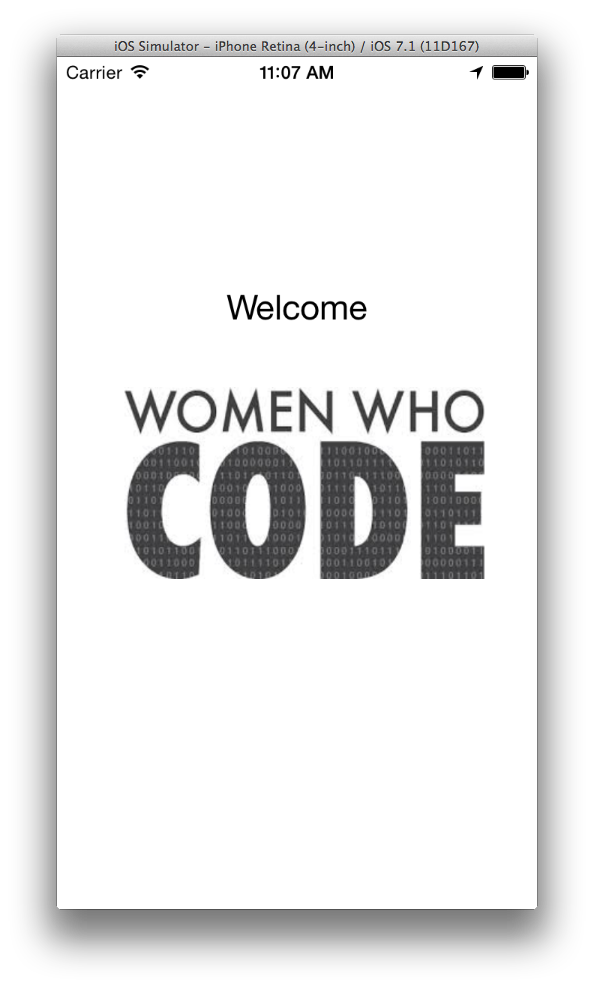 iOS Simulator – iPhone Retina (4-inch) / iOS 7.1 (11D167)
Carrier 11:07 AM
Welcome
WOMEN WHO
CODE